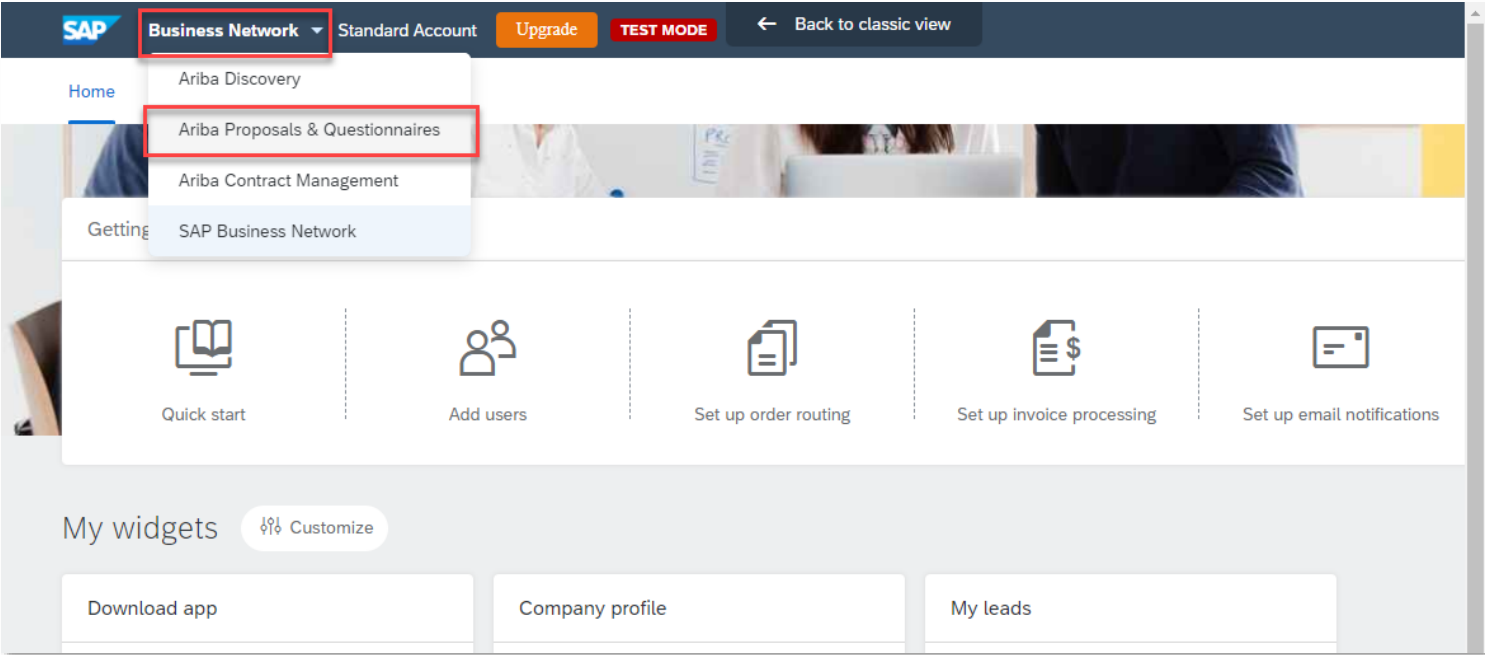 SAP Business Network Standard Account Upgrade TEST MODE ← Back to classic view
Ariba Discovery
Home
Ariba Proposals & Questionnaires
Ariba Contract Management
Getting
SAP Business Network
Quick start Add users Set up order routing Set up invoice processing Set up email notifications
My widgets Customize
Download app Company profile My leads